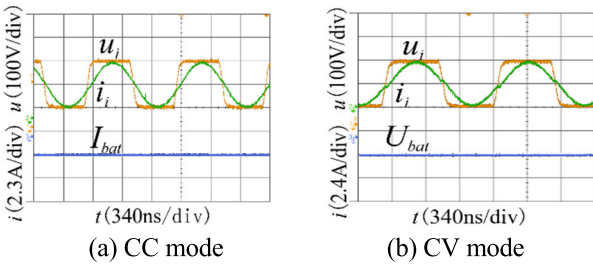 u (100V/div)
i (2.3A/div)
u_i
i_i
I_bat
t (340ns/div)
(a) CC mode
u (100V/div)
i (2.4A/div)
u_i
i_i
U_bat
t (340ns/div)
(b) CV mode